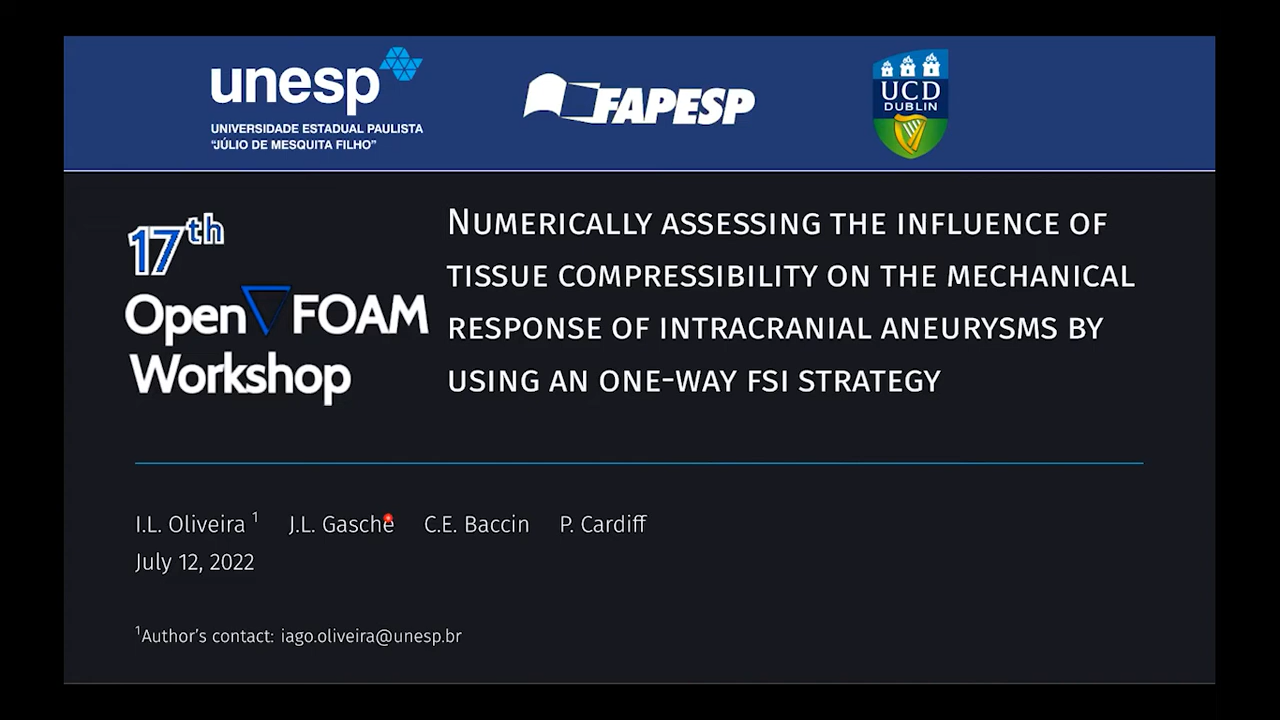 unesp
UNIVERSIDADE ESTADUAL PAULISTA
"JÚLIO DE MESQUITA FILHO"
FAPESP
UCD
DUBLIN
17th
Open∇FOAM
Workshop
NUMERICALLY ASSESSING THE INFLUENCE OF
TISSUE COMPRESSIBILITY ON THE MECHANICAL
RESPONSE OF INTRACRANIAL ANEURYSMS BY
USING AN ONE-WAY FSI STRATEGY
I.L. Oliveira ¹ J.L. Gasche C.E. Baccin P. Cardiff
July 12, 2022
¹Author's contact: iago.oliveira@unesp.br